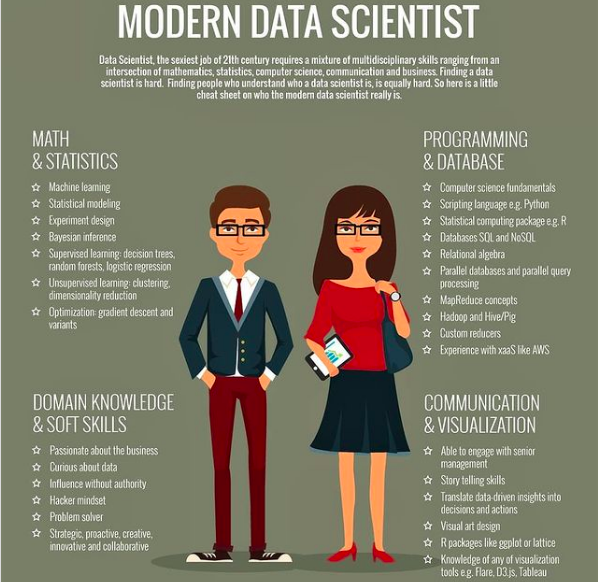 MODERN DATA SCIENTIST
Data Scientist, the sexiest job of 21th century requires a mixture of multidisciplinary skills ranging from an
intersection of mathematics, statistics, computer science, communication and business. Finding a data
scientist is hard. Finding people who understand who a data scientist is, is equally hard. So here is a little
cheat sheet on who the modern data scientist really is.
MATH
& STATISTICS
Machine learning
Statistical modeling
Experiment design
Bayesian inference
Supervised learning: decision trees,
random forests, logistic regression
Unsupervised learning: clustering,
dimensionality reduction
Optimization: gradient descent and
variants
PROGRAMMING
& DATABASE
Computer science fundamentals
Scripting language e.g. Python
Statistical computing package e.g. R
Databases SQL and NoSQL
Relational algebra
Parallel databases and parallel query
processing
MapReduce concepts
Hadoop and Hive/Pig
Custom reducers
Experience with xaaS like AWS
DOMAIN KNOWLEDGE
& SOFT SKILLS
Passionate about the business
Curious about data
Influence without authority
Hacker mindset
Problem solver
Strategic, proactive, creative,
innovative and collaborative
COMMUNICATION
& VISUALIZATION
Able to engage with senior
management
Story telling skills
Translate data-driven insights into
decisions and actions
Visual art design
R packages like ggplot or lattice
Knowledge of any of visualization
tools e.g. Flare, D3.js, Tableau